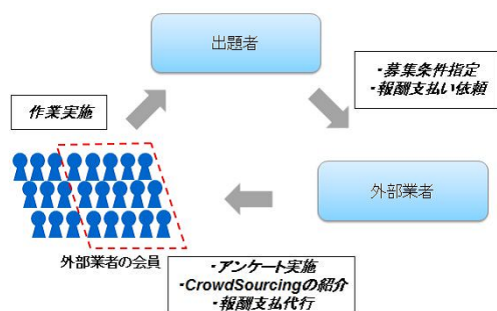 出題者
・募集条件指定
・報酬支払い依頼
作業実施
外部業者
外部業者の会員
・アンケート実施
・CrowdSourcingの紹介
・報酬支払代行